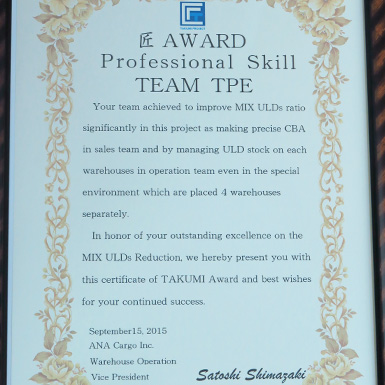 匠 AWARD
Professional Skill
TEAM TPE
Your team achieved to improve MIX ULDs ratio
significantly in this project as making precise CBA
in sales team and by managing ULD stock on each
warehouses in operation team even in the special
environment which are placed 4 warehouses
separately.
In honor of your outstanding excellence on the
MIX ULDs Reduction, we hereby present you with
this certificate of TAKUMI Award and best wishes
for your continued success.
September15, 2015
ANA Cargo Inc.
Warehouse Operation
Vice President
Satoshi Shimazaki